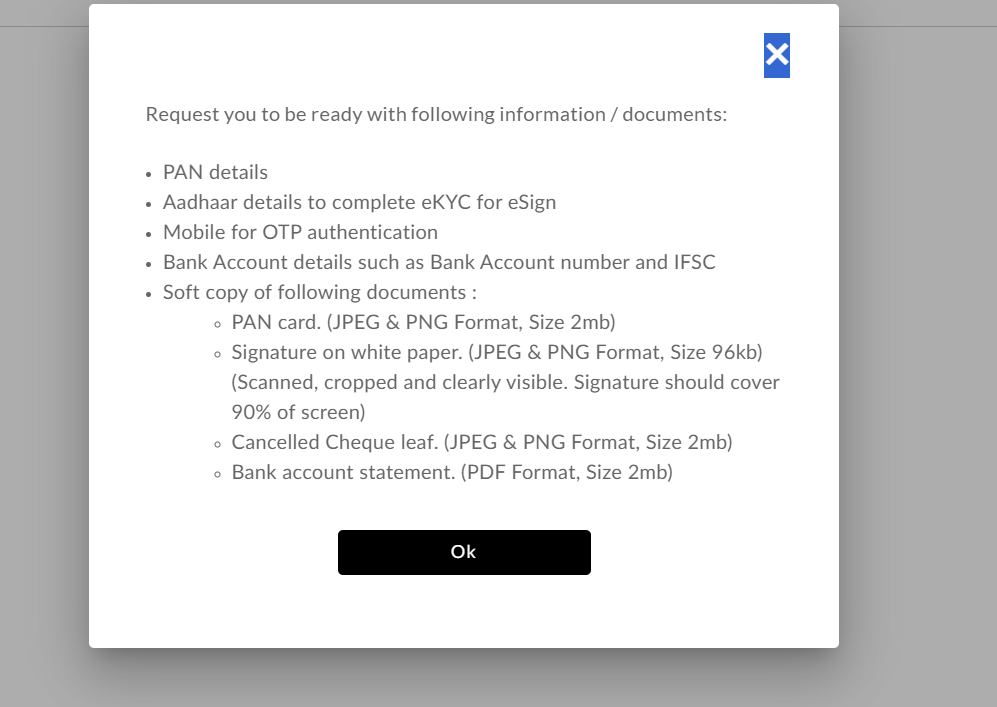 Request you to be ready with following information / documents:
• PAN details
• Aadhaar details to complete eKYC for eSign
• Mobile for OTP authentication
• Bank Account details such as Bank Account number and IFSC
• Soft copy of following documents :
◦ PAN card. (JPEG & PNG Format, Size 2mb)
◦ Signature on white paper. (JPEG & PNG Format, Size 96kb)
(Scanned, cropped and clearly visible. Signature should cover
90% of screen)
◦ Cancelled Cheque leaf. (JPEG & PNG Format, Size 2mb)
◦ Bank account statement. (PDF Format, Size 2mb)
Ok